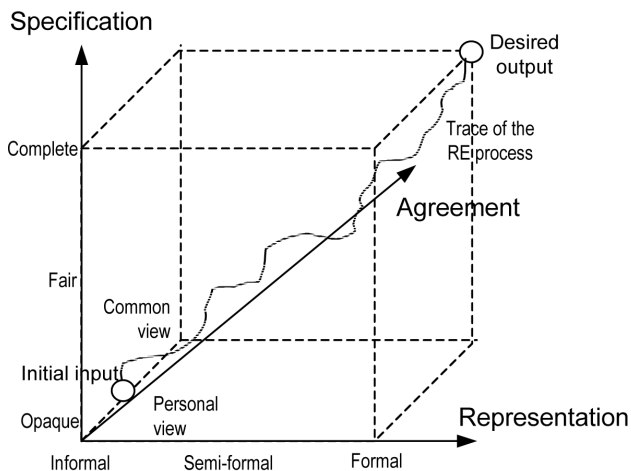 Specification
Desired
output
Trace of the
RE process
Complete
Agreement
Fair
Common
view
Initial input
Personal
view
Opaque
Representation
Informal
Semi-formal
Formal